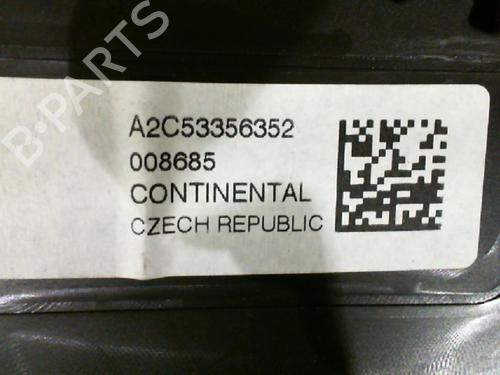 B-PARTS
A2C53356352
008685
CONTINENTAL
CZECH REPUBLIC